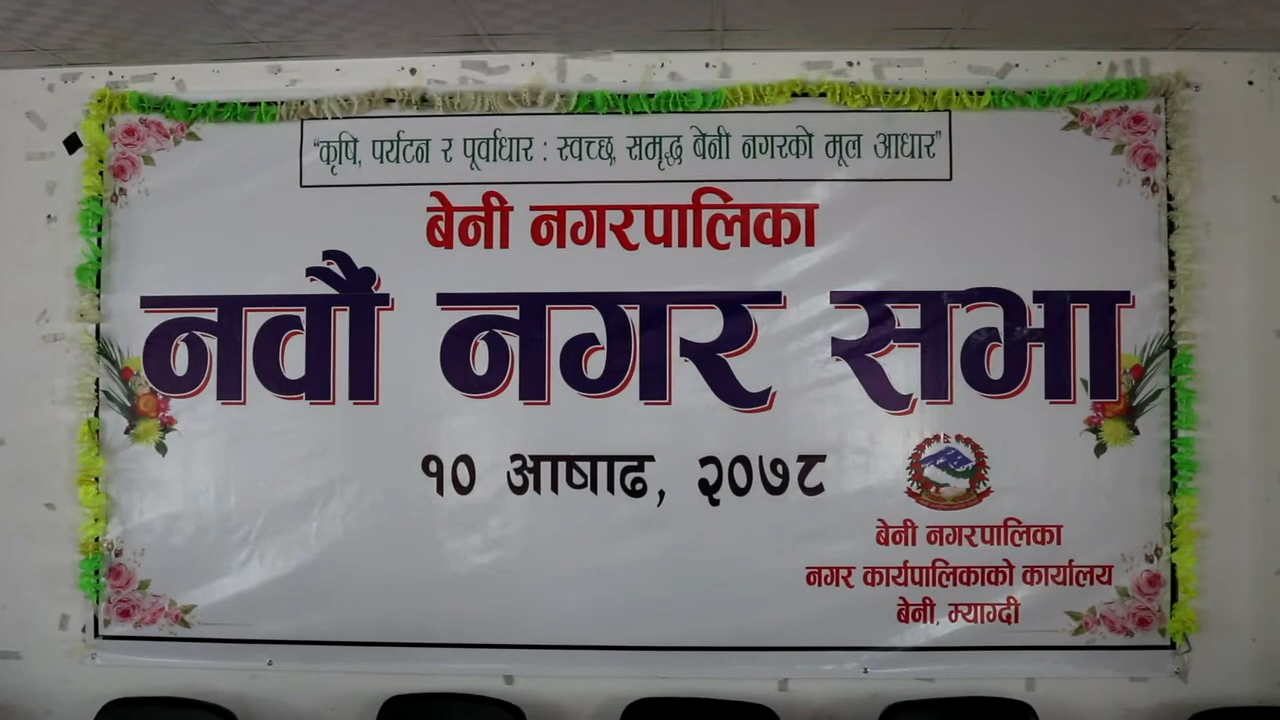 "कृषि, पर्यटन र पूर्वाधार : स्वच्छ, समृद्ध बेनी नगरको मूल आधार"
बेनी नगरपालिका
नवौं नगर सभा
१० आषाढ, २०७८
बेनी नगरपालिका
नगर कार्यपालिकाको कार्यालय
बेनी, म्याग्दी